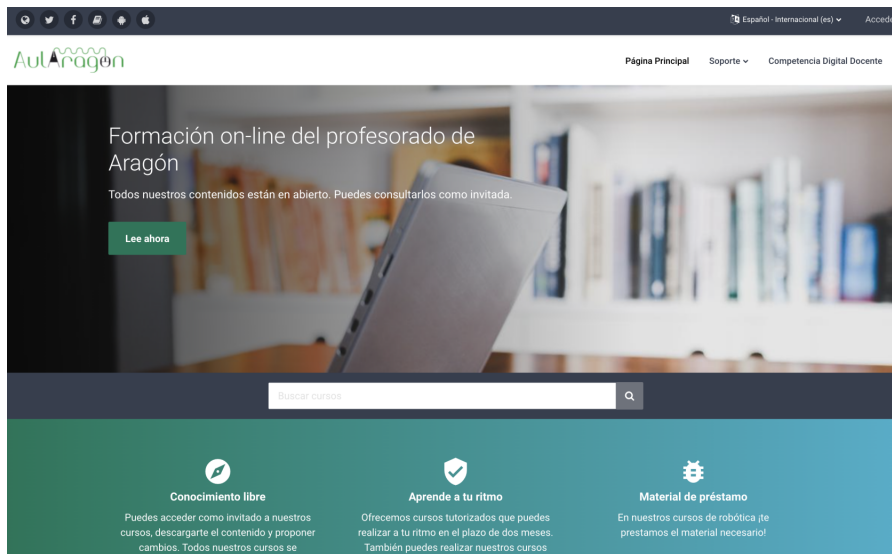 Español - Internacional (es)
Accede
AulAragón
Página Principal
Soporte
Competencia Digital Docente
Formación on-line del profesorado de
Aragón
Todos nuestros contenidos están en abierto. Puedes consultarlos como invitada.
Lee ahora
Buscar cursos
Conocimiento libre
Puedes acceder como invitado a nuestros
cursos, descargarte el contenido y proponer
cambios. Todos nuestros cursos se
Aprende a tu ritmo
Ofrecemos cursos tutorizados que puedes
realizar a tu ritmo en el plazo de dos meses.
También puedes realizar nuestros cursos
Material de préstamo
En nuestros cursos de robótica ¡te
prestamos el material necesario!